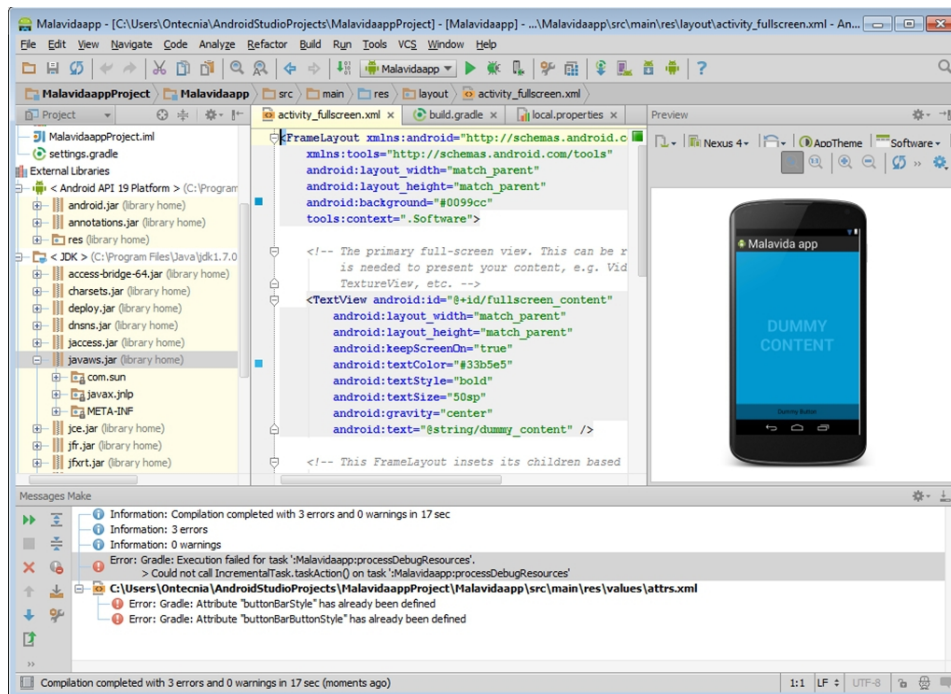 Malavidaapp - [C:\Users\Ontecnia\AndroidStudioProjects\MalavidaappProject] - [Malavidaapp] - ...\Malavidaapp\src\main\res\layout\activity_fullscreen.xml - An...
File Edit View Navigate Code Analyze Refactor Build Run Tools VCS Window Help
Malavidaapp
MalavidaappProject Malavidaapp src main res layout activity_fullscreen.xml
Project
activity_fullscreen.xml build.gradle local.properties
Preview
MalavidaappProject.iml
settings.gradle
External Libraries
< Android API 19 Platform > (C:\Program
android.jar (library home)
annotations.jar (library home)
res (library home)
< JDK > (C:\Program Files\Java\jdk1.7.0
access-bridge-64.jar (library home)
charsets.jar (library home)
deploy.jar (library home)
dnsns.jar (library home)
jaccess.jar (library home)
javaws.jar (library home)
com.sun
javax.jnlp
META-INF
jce.jar (library home)
jfr.jar (library home)
jfxrt.jar (library home)
<FrameLayout xmlns:android="http://schemas.android.c
xmlns:tools="http://schemas.android.com/tools"
android:layout_width="match_parent"
android:layout_height="match_parent"
android:background="#0099cc"
tools:context=".Software">
<!-- The primary full-screen view. This can be r
is needed to present your content, e.g. Vid
TextureView, etc. -->
<TextView android:id="@+id/fullscreen_content"
android:layout_width="match_parent"
android:layout_height="match_parent"
android:keepScreenOn="true"
android:textColor="#33b5e5"
android:textStyle="bold"
android:textSize="50sp"
android:gravity="center"
android:text="@string/dummy_content" />
<!-- This FrameLayout insets its children based
Nexus 4 AppTheme Software
1:1
Malavida app
DUMMY
CONTENT
Dummy Button
Messages Make
Information: Compilation completed with 3 errors and 0 warnings in 17 sec
Information: 3 errors
Information: 0 warnings
Error: Gradle: Execution failed for task ':Malavidaapp:processDebugResources'.
> Could not call IncrementalTask.taskAction() on task ':Malavidaapp:processDebugResources'
C:\Users\Ontecnia\AndroidStudioProjects\MalavidaappProject\Malavidaapp\src\main\res\values\attrs.xml
Error: Gradle: Attribute "buttonBarStyle" has already been defined
Error: Gradle: Attribute "buttonBarButtonStyle" has already been defined
Compilation completed with 3 errors and 0 warnings in 17 sec (moments ago)
1:1 LF UTF-8